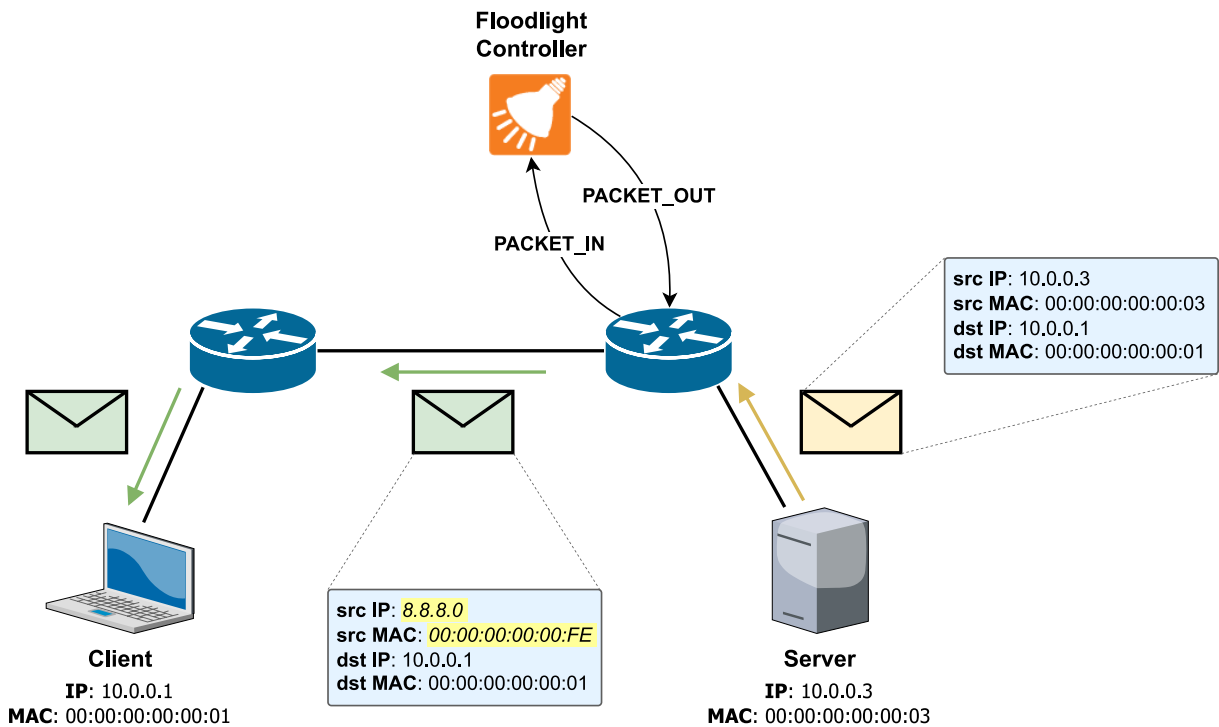 Floodlight
Controller
PACKET_OUT
PACKET_IN
src IP: 10.0.0.3
src MAC: 00:00:00:00:00:03
dst IP: 10.0.0.1
dst MAC: 00:00:00:00:00:01
src IP: 8.8.8.0
src MAC: 00:00:00:00:00:FE
dst IP: 10.0.0.1
dst MAC: 00:00:00:00:00:01
Client
IP: 10.0.0.1
MAC: 00:00:00:00:00:01
Server
IP: 10.0.0.3
MAC: 00:00:00:00:00:03